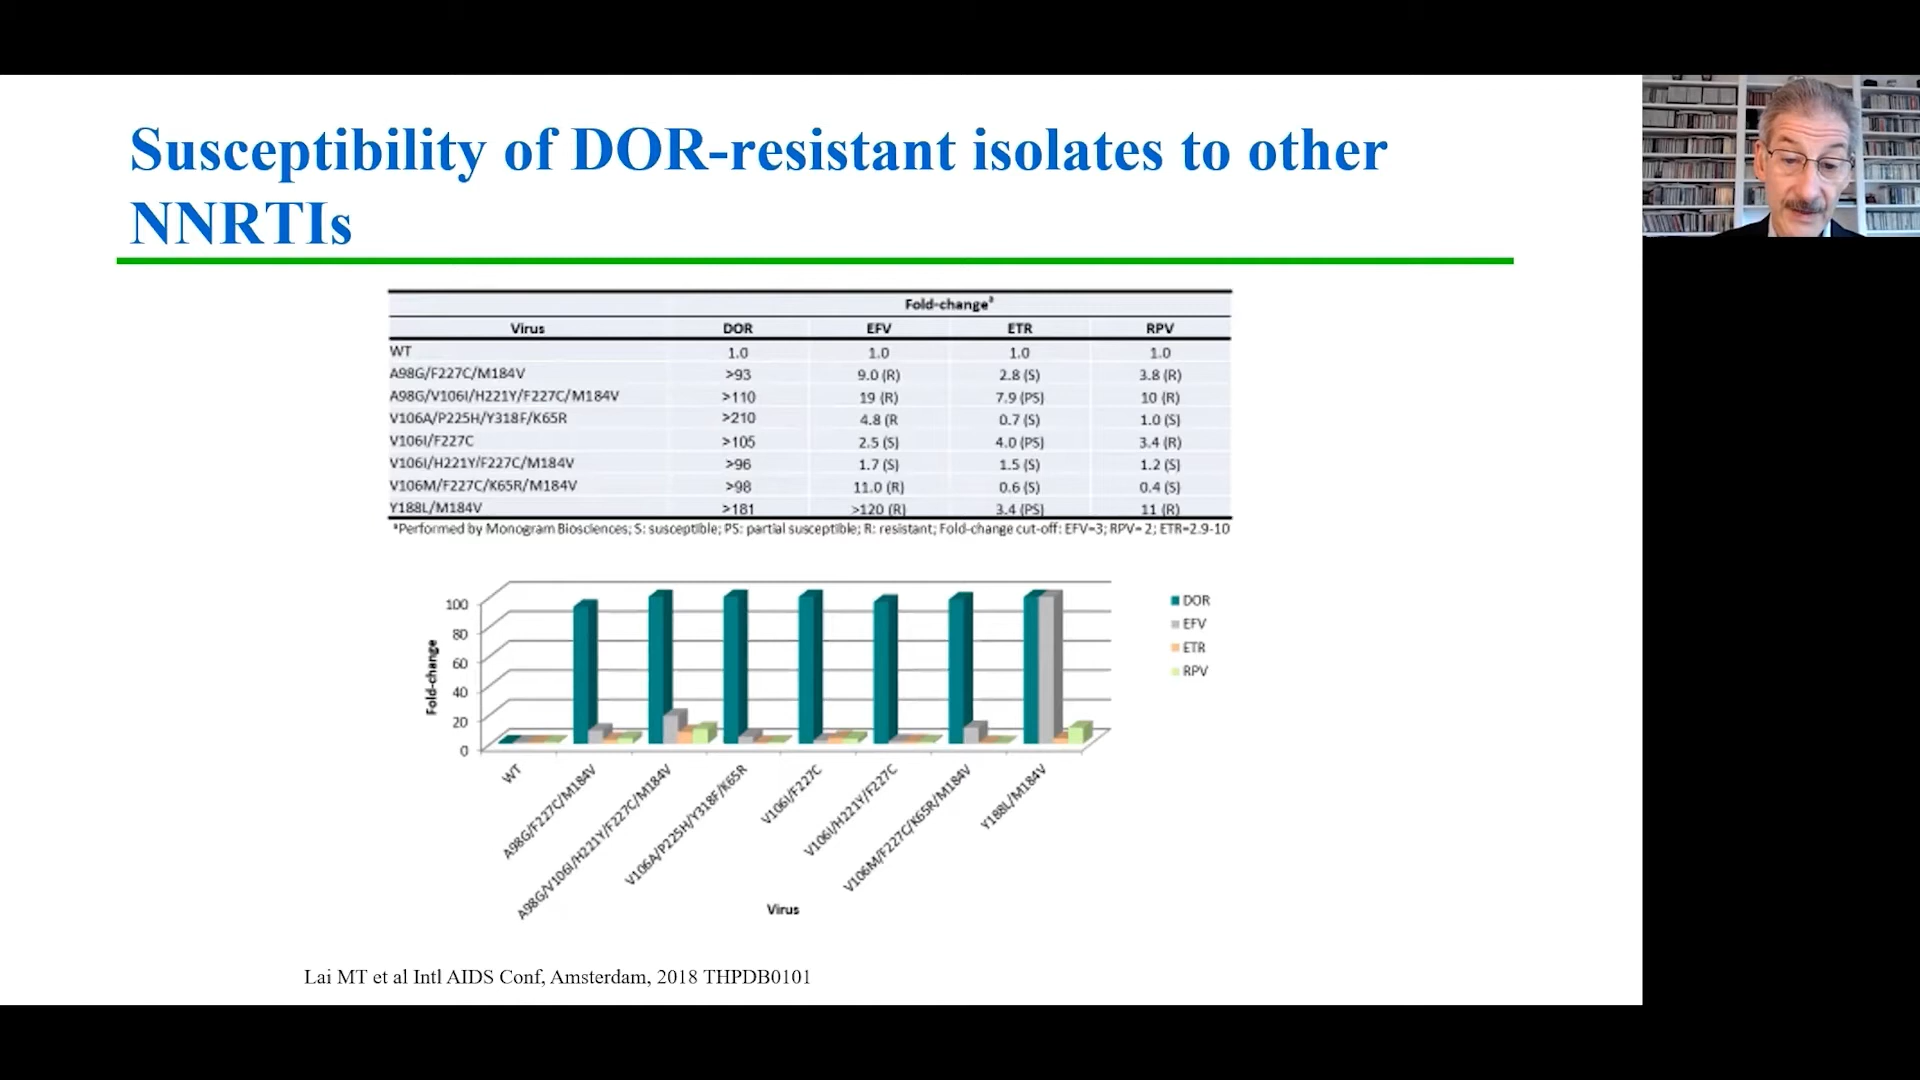 Susceptibility of DOR-resistant isolates to other
NNRTIs
Fold-changeª
Virus DOR EFV ETR RPV
WT 1.0 1.0 1.0 1.0
A98G/F227C/M184V >93 9.0 (R) 2.8 (S) 3.8 (R)
A98G/V106I/H221Y/F227C/M184V >110 19 (R) 7.9 (PS) 10 (R)
V106A/P225H/Y318F/K65R >210 4.8 (R 0.7 (S) 1.0 (S)
V106I/F227C >105 2.5 (S) 4.0 (PS) 3.4 (R)
V106I/H221Y/F227C/M184V >96 1.7 (S) 1.5 (S) 1.2 (S)
V106M/F227C/K65R/M184V >98 11.0 (R) 0.6 (S) 0.4 (S)
Y188L/M184V >181 >120 (R) 3.4 (PS) 11 (R)
ªPerformed by Monogram Biosciences; S: susceptible; PS: partial susceptible; R: resistant; Fold-change cut-off: EFV=3; RPV= 2; ETR=2.9-10
Fold-change
100
80
60
40
20
0
WT
A98G/F227C/M184V
A98G/V106I/H221Y/F227C/M184V
V106A/P225H/Y318F/K65R
V106I/F227C
V106I/H221Y/F227C
V106M/F227C/K65R/M184V
Y188L/M184V
Virus
DOR
EFV
ETR
RPV
Lai MT et al Intl AIDS Conf, Amsterdam, 2018 THPDB0101